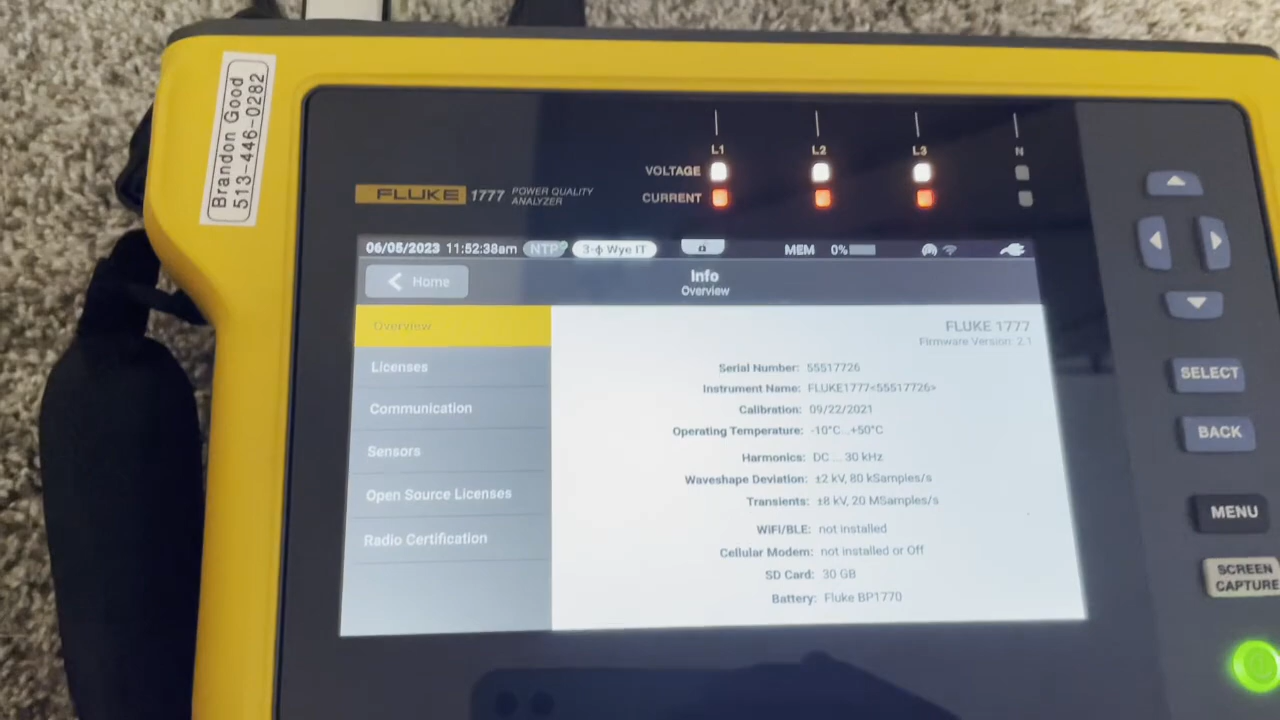 Brandon Good
513-446-0282
L1 L2 L3 N
VOLTAGE
CURRENT
FLUKE 1777 POWER QUALITY ANALYZER
06/05/2023 11:52:38am NTP 3-ϕ Wye IT MEM 0%
Home
Info
Overview
Overview
Licenses
Communication
Sensors
Open Source Licenses
Radio Certification
FLUKE 1777
Firmware Version: 2.1
Serial Number: 55517726
Instrument Name: FLUKE1777<55517726>
Calibration: 09/22/2021
Operating Temperature: -10°C...+50°C
Harmonics: DC ... 30 kHz
Waveshape Deviation: ±2 kV, 80 kSamples/s
Transients: ±8 kV, 20 MSamples/s
WiFi/BLE: not installed
Cellular Modem: not installed or Off
SD Card: 30 GB
Battery: Fluke BP1770
SELECT
BACK
MENU
SCREEN
CAPTURE